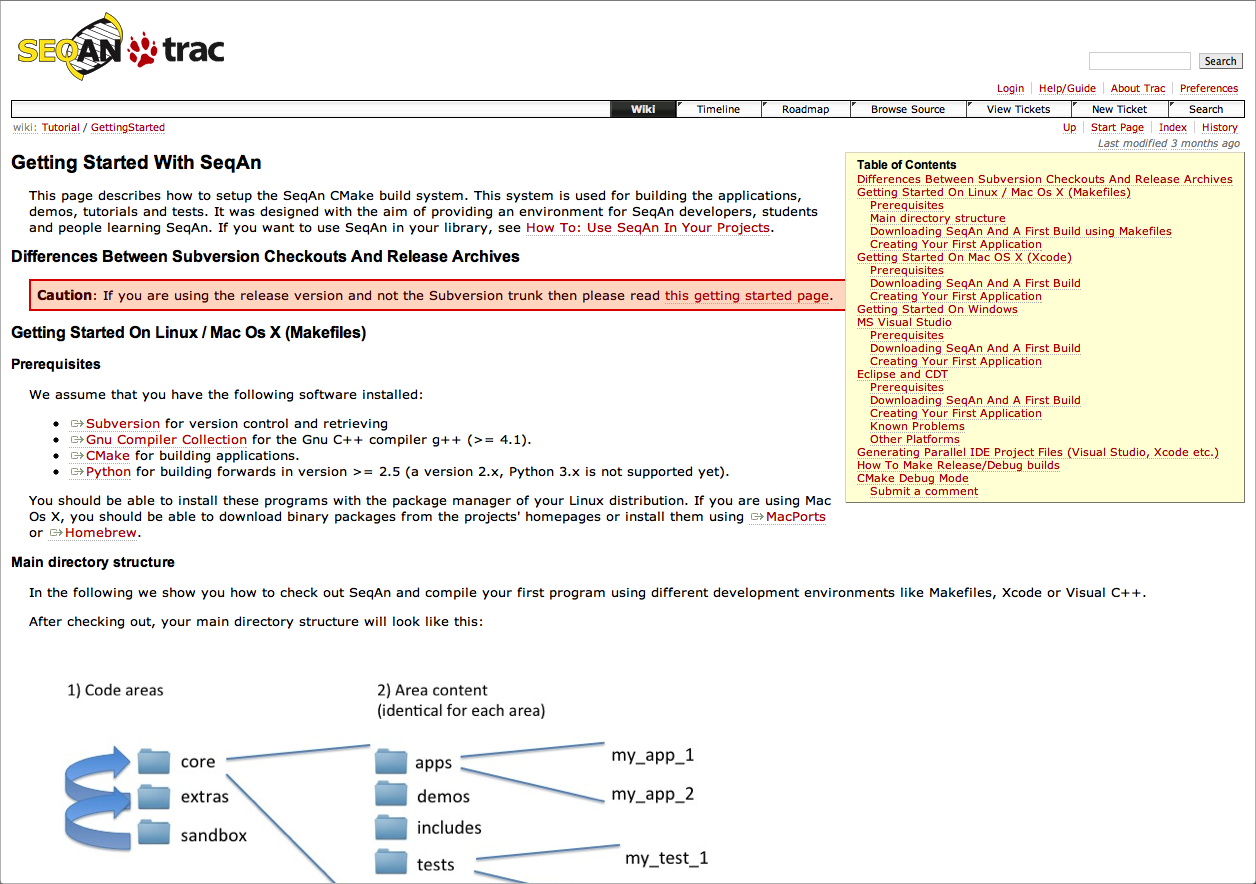 SEQAN trac
Search
Login Help/Guide About Trac Preferences
Wiki Timeline Roadmap Browse Source View Tickets New Ticket Search
wiki: Tutorial / GettingStarted
Up Start Page Index History
Last modified 3 months ago
Getting Started With SeqAn
This page describes how to setup the SeqAn CMake build system. This system is used for building the applications,
demos, tutorials and tests. It was designed with the aim of providing an environment for SeqAn developers, students
and people learning SeqAn. If you want to use SeqAn in your library, see How To: Use SeqAn In Your Projects.
Differences Between Subversion Checkouts And Release Archives
Caution: If you are using the release version and not the Subversion trunk then please read this getting started page.
Getting Started On Linux / Mac Os X (Makefiles)
Prerequisites
We assume that you have the following software installed:
Subversion for version control and retrieving
Gnu Compiler Collection for the Gnu C++ compiler g++ (>= 4.1).
CMake for building applications.
Python for building forwards in version >= 2.5 (a version 2.x, Python 3.x is not supported yet).
You should be able to install these programs with the package manager of your Linux distribution. If you are using Mac
Os X, you should be able to download binary packages from the projects' homepages or install them using MacPorts
or Homebrew.
Table of Contents
Differences Between Subversion Checkouts And Release Archives
Getting Started On Linux / Mac Os X (Makefiles)
Prerequisites
Main directory structure
Downloading SeqAn And A First Build using Makefiles
Creating Your First Application
Getting Started On Mac OS X (Xcode)
Prerequisites
Downloading SeqAn And A First Build
Creating Your First Application
Getting Started On Windows
MS Visual Studio
Prerequisites
Downloading SeqAn And A First Build
Creating Your First Application
Eclipse and CDT
Prerequisites
Downloading SeqAn And A First Build
Creating Your First Application
Known Problems
Other Platforms
Generating Parallel IDE Project Files (Visual Studio, Xcode etc.)
How To Make Release/Debug builds
CMake Debug Mode
Submit a comment
Main directory structure
In the following we show you how to check out SeqAn and compile your first program using different development environments like Makefiles, Xcode or Visual C++.
After checking out, your main directory structure will look like this:
1) Code areas
core
extras
sandbox
2) Area content
(identical for each area)
apps
demos
includes
tests
my_app_1
my_app_2
my_test_1